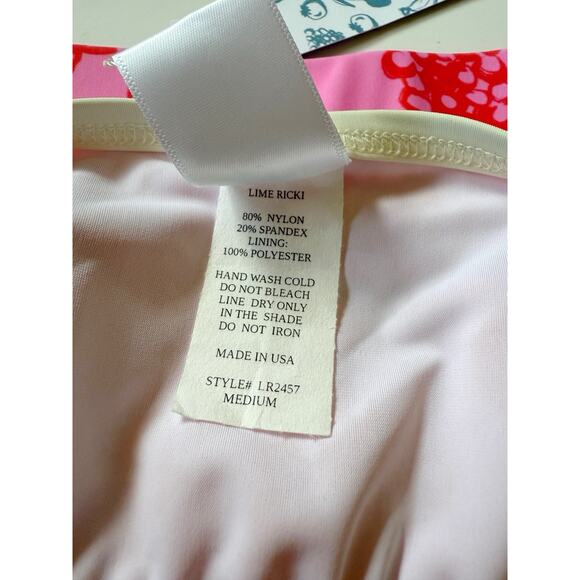 LIME RICKI
80% NYLON
20% SPANDEX
LINING:
100% POLYESTER
HAND WASH COLD
DO NOT BLEACH
LINE DRY ONLY
IN THE SHADE
DO NOT IRON
MADE IN USA
STYLE# LR2457
MEDIUM